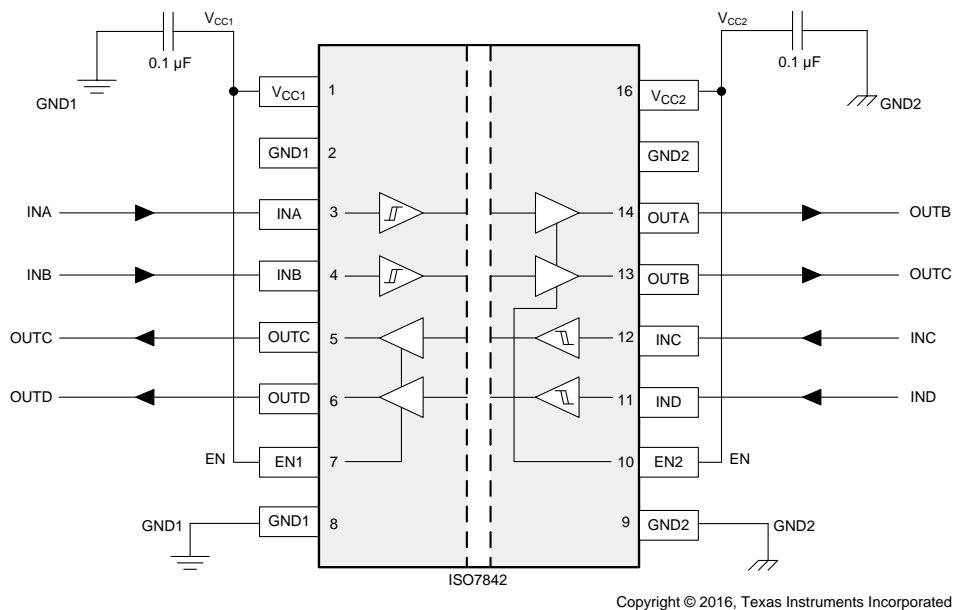 VCC1
VCC2
0.1 µF
0.1 µF
GND1
GND2
VCC1 1
16 VCC2
GND1 2
GND2
INA INA 3
14 OUTA OUTB
INB INB 4
13 OUTB OUTC
OUTC OUTC 5
12 INC INC
OUTD OUTD 6
11 IND IND
EN EN1 7
10 EN2 EN
GND1 GND1 8
9 GND2 GND2
ISO7842
Copyright © 2016, Texas Instruments Incorporated